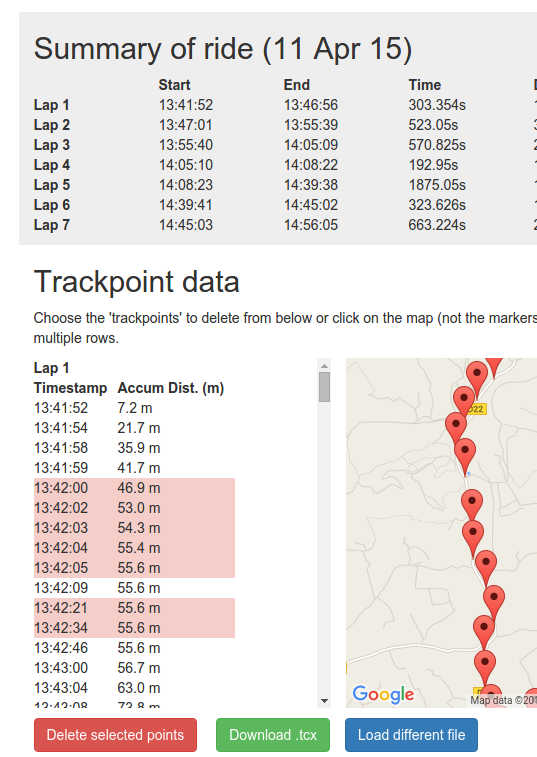 Summary of ride (11 Apr 15)
Start End Time
Lap 1 13:41:52 13:46:56 303.354s
Lap 2 13:47:01 13:55:39 523.05s
Lap 3 13:55:40 14:05:09 570.825s
Lap 4 14:05:10 14:08:22 192.95s
Lap 5 14:08:23 14:39:38 1875.05s
Lap 6 14:39:41 14:45:02 323.626s
Lap 7 14:45:03 14:56:05 663.224s
Trackpoint data
Choose the 'trackpoints' to delete from below or click on the map (not the markers
multiple rows.
Lap 1
Timestamp Accum Dist. (m)
13:41:52 7.2 m
13:41:54 21.7 m
13:41:58 35.9 m
13:41:59 41.7 m
13:42:00 46.9 m
13:42:02 53.0 m
13:42:03 54.3 m
13:42:04 55.4 m
13:42:05 55.6 m
13:42:09 55.6 m
13:42:21 55.6 m
13:42:34 55.6 m
13:42:46 55.6 m
13:43:00 56.7 m
13:43:04 63.0 m
13:43:08 73.8 m
D22
Google
Map data ©201
Delete selected points
Download .tcx
Load different file